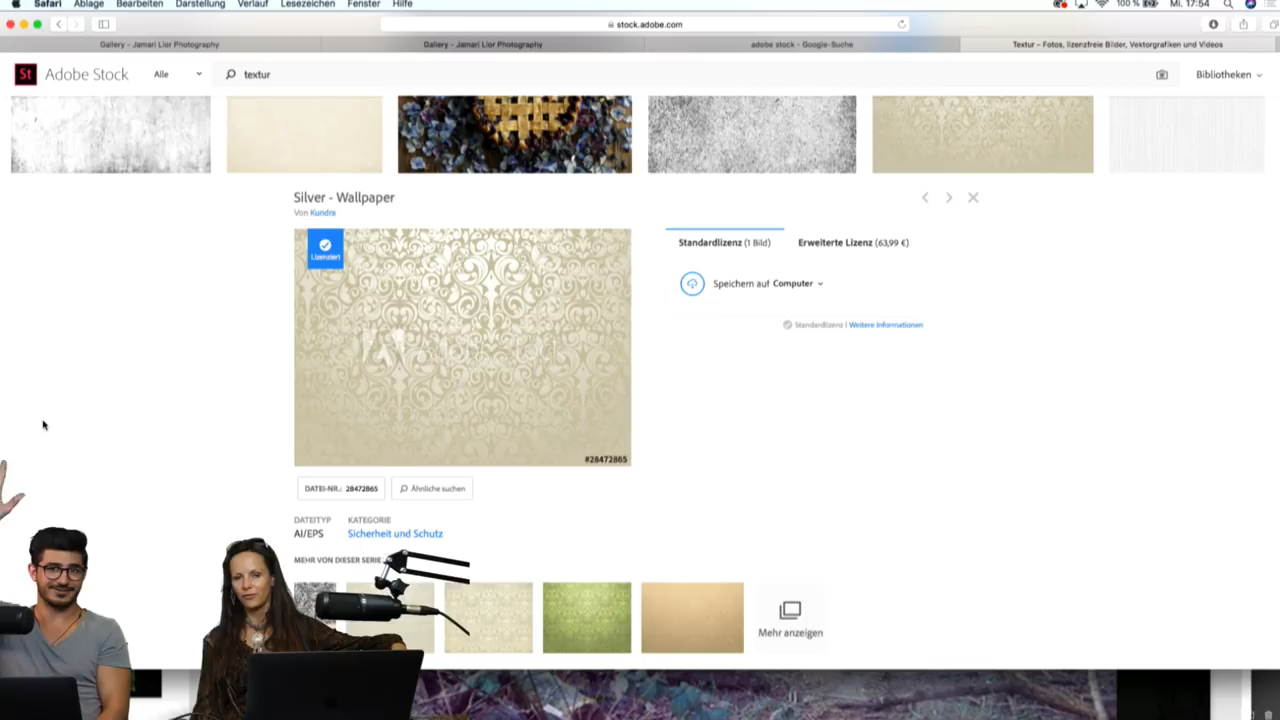 Safari Ablage Bearbeiten Darstellung Verlauf Lesezeichen Fenster Hilfe 100 % Mi. 17:54
stock.adobe.com
Gallery - Jamari Lior Photography Gallery - Jamari Lior Photography adobe stock - Google-Suche Textur – Fotos, lizenzfreie Bilder, Vektorgrafiken und Videos
St Adobe Stock Alle textur Bibliotheken
Silver - Wallpaper
Von Kundra
Lizenziert
Standardlizenz (1 Bild) Erweiterte Lizenz (63,99 €)
Speichern auf Computer
Standardlizenz | Weitere Informationen
#28472865
DATEI-NR.: 28472865 Ähnliche suchen
DATEITYP KATEGORIE
AI/EPS Sicherheit und Schutz
MEHR VON DIESER SERIE
Mehr anzeigen